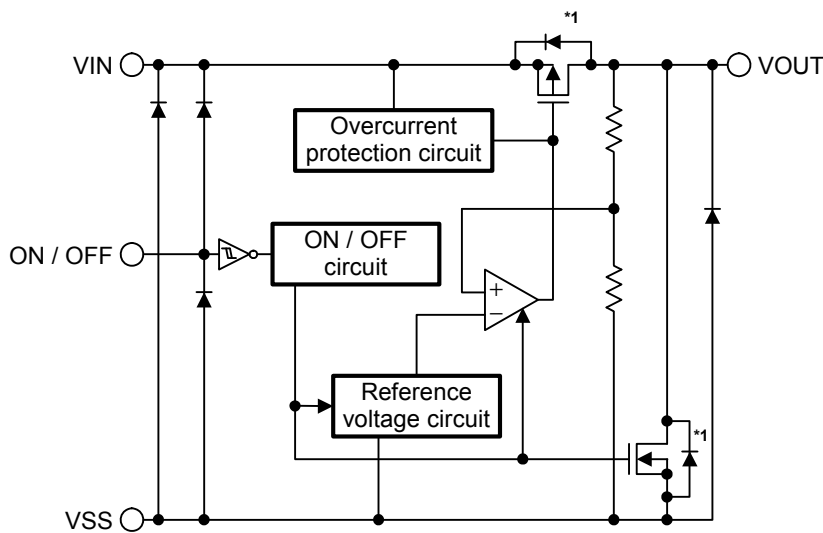 *1
VIN
VOUT
Overcurrent
protection circuit
ON / OFF
ON / OFF
circuit
+
−
Reference
voltage circuit
*1
VSS